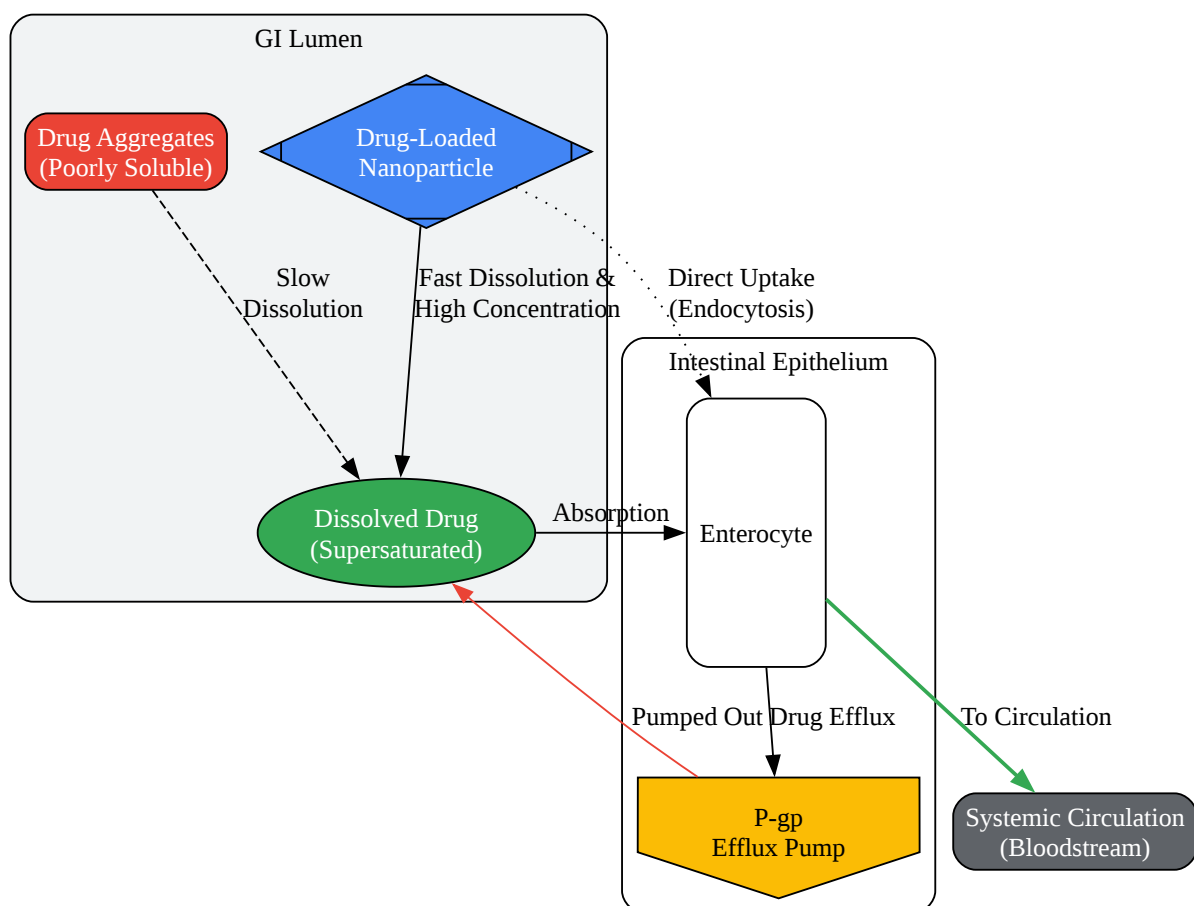 GI Lumen
Drug Aggregates
(Poorly Soluble)
Drug-Loaded
Nanoparticle
Slow
Dissolution
Fast Dissolution &
High Concentration
Direct Uptake
(Endocytosis)
Intestinal Epithelium
Dissolved Drug
(Supersaturated)
Absorption
Enterocyte
Pumped Out
Drug Efflux
To Circulation
P-gp
Efflux Pump
Systemic Circulation
(Bloodstream)